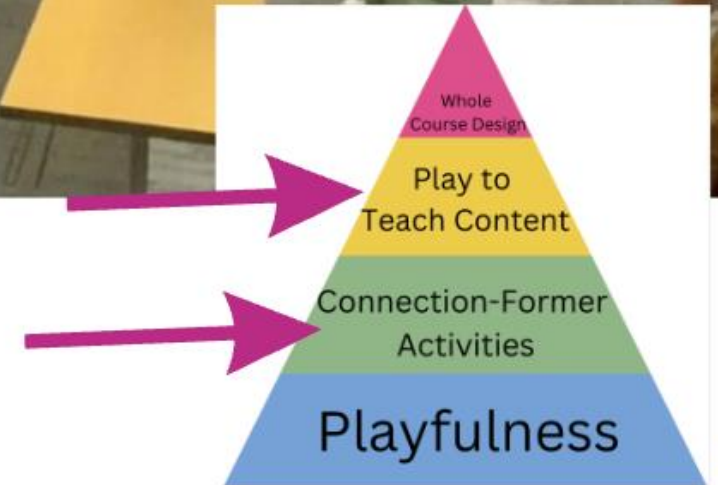 Whole
Course Design
Play to
Teach Content
Connection-Former
Activities
Playfulness